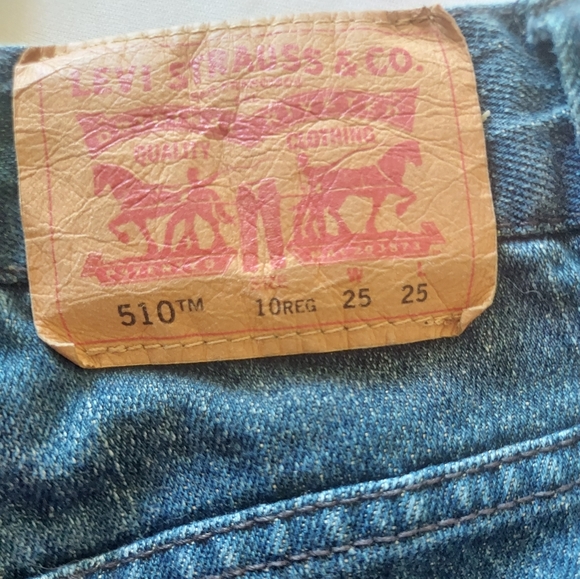 LEVI STRAUSS & CO.
QUALITY CLOTHING
W L
510™ 10REG 25 25